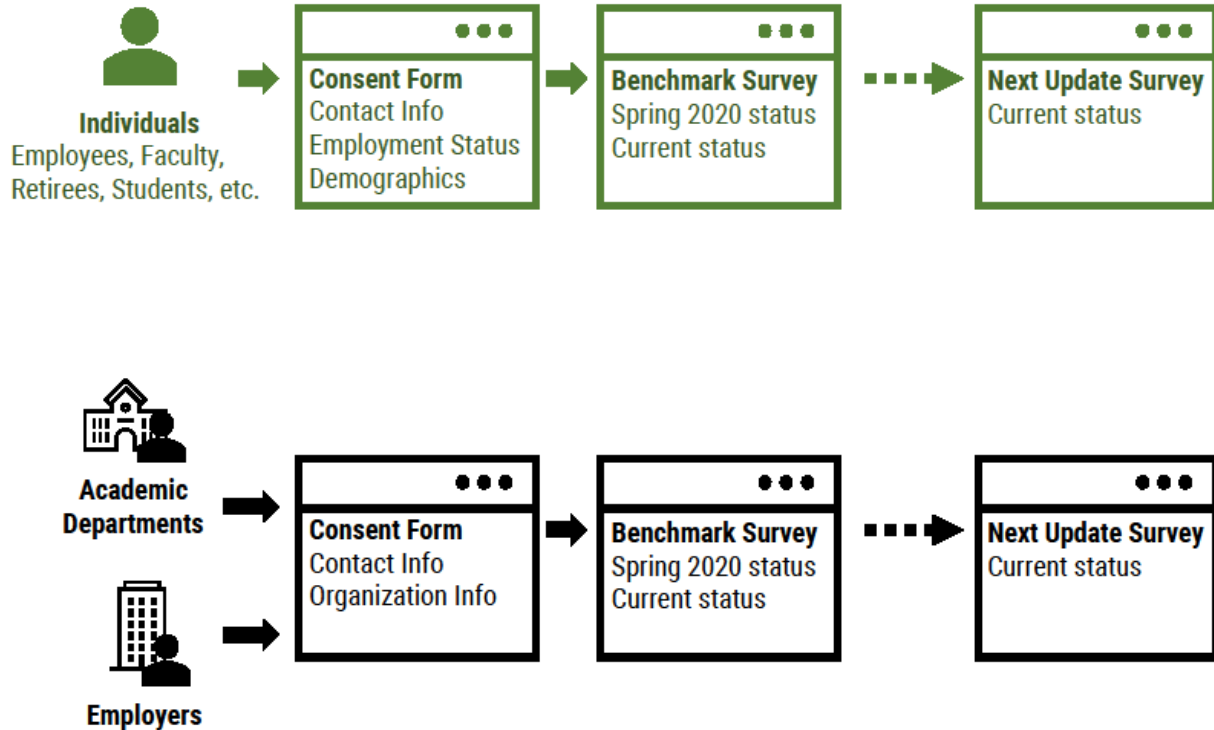 Individuals
Employees, Faculty,
Retirees, Students, etc.
Consent Form
Contact Info
Employment Status
Demographics
Benchmark Survey
Spring 2020 status
Current status
Next Update Survey
Current status
Academic
Departments
Employers
Consent Form
Contact Info
Organization Info
Benchmark Survey
Spring 2020 status
Current status
Next Update Survey
Current status